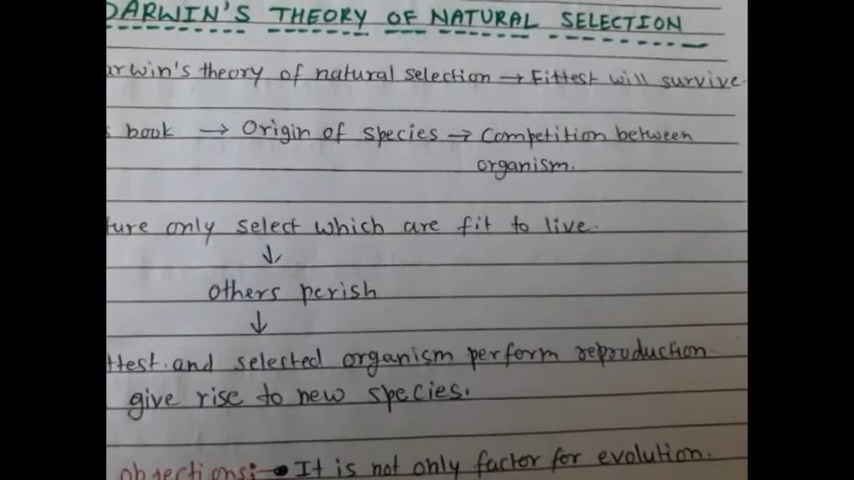 DARWIN'S THEORY OF NATURAL SELECTION
arwin's theory of natural selection → Fittest will survive.
s book → Origin of species → Competition between
organism.
ture only select which are fit to live.
↓
others perish
↓
ttest and selected organism perform reproduction
give rise to new species.
objections: • It is not only factor for evolution.